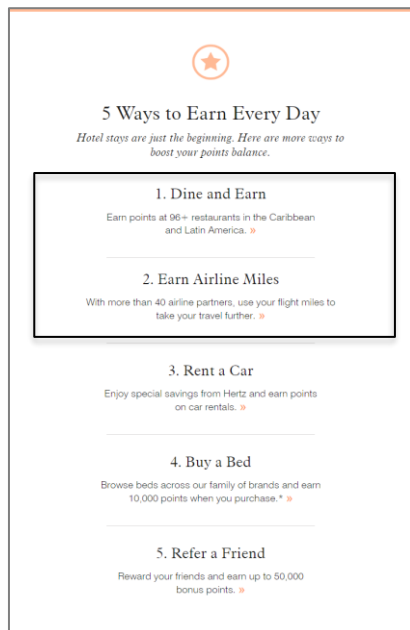 5 Ways to Earn Every Day
Hotel stays are just the beginning. Here are more ways to
boost your points balance.
1. Dine and Earn
Earn points at 96+ restaurants in the Caribbean
and Latin America. »
2. Earn Airline Miles
With more than 40 airline partners, use your flight miles to
take your travel further. »
3. Rent a Car
Enjoy special savings from Hertz and earn points
on car rentals. »
4. Buy a Bed
Browse beds across our family of brands and earn
10,000 points when you purchase.* »
5. Refer a Friend
Reward your friends and earn up to 50,000
bonus points. »